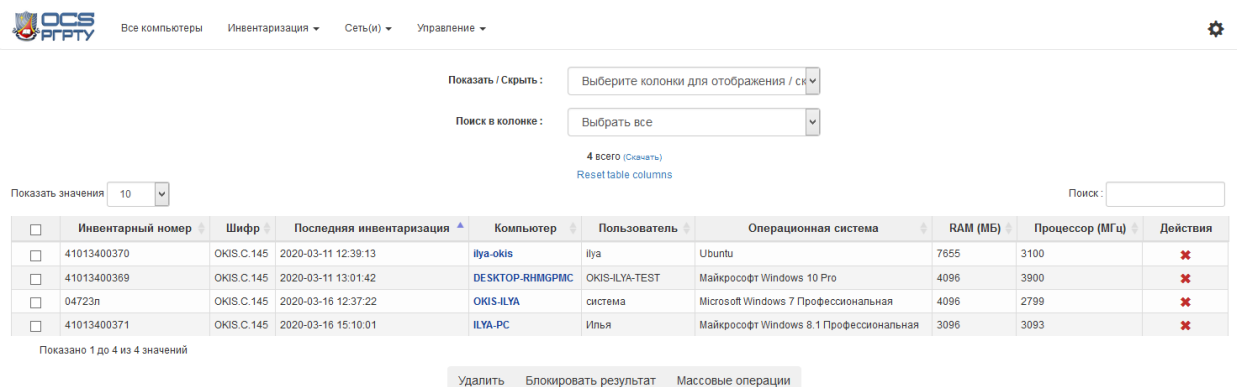 OCS
РГРТУ
Все компьютеры Инвентаризация Сеть(и) Управление
Показать / Скрыть : Выберите колонки для отображения / ск
Поиск в колонке : Выбрать все
4 всего (Скачать)
Reset table columns
Показать значения 10 Поиск :
Инвентарный номер Шифр Последняя инвентаризация Компьютер Пользователь Операционная система RAM (МБ) Процессор (МГц) Действия
41013400370 OKIS.C.145 2020-03-11 12:39:13 ilya-okis ilya Ubuntu 7655 3100
41013400369 OKIS.C.145 2020-03-11 13:01:42 DESKTOP-RHMGPMC OKIS-ILYA-TEST Майкрософт Windows 10 Pro 4096 3900
04723п OKIS.C.145 2020-03-16 12:37:22 OKIS-ILYA система Microsoft Windows 7 Профессиональная 4096 2799
41013400371 OKIS.C.145 2020-03-16 15:10:01 ILYA-PC Илья Майкрософт Windows 8.1 Профессиональная 3096 3093
Показано 1 до 4 из 4 значений
Удалить Блокировать результат Массовые операции